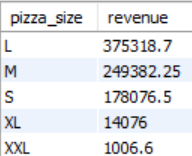 pizza_size revenue
L 375318.7
M 249382.25
S 178076.5
XL 14076
XXL 1006.6